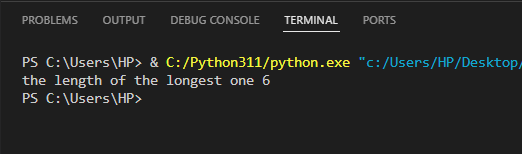 PROBLEMS OUTPUT DEBUG CONSOLE TERMINAL PORTS
PS C:\Users\HP> & C:/Python311/python.exe "c:/Users/HP/Desktop/
the length of the longest one 6
PS C:\Users\HP>